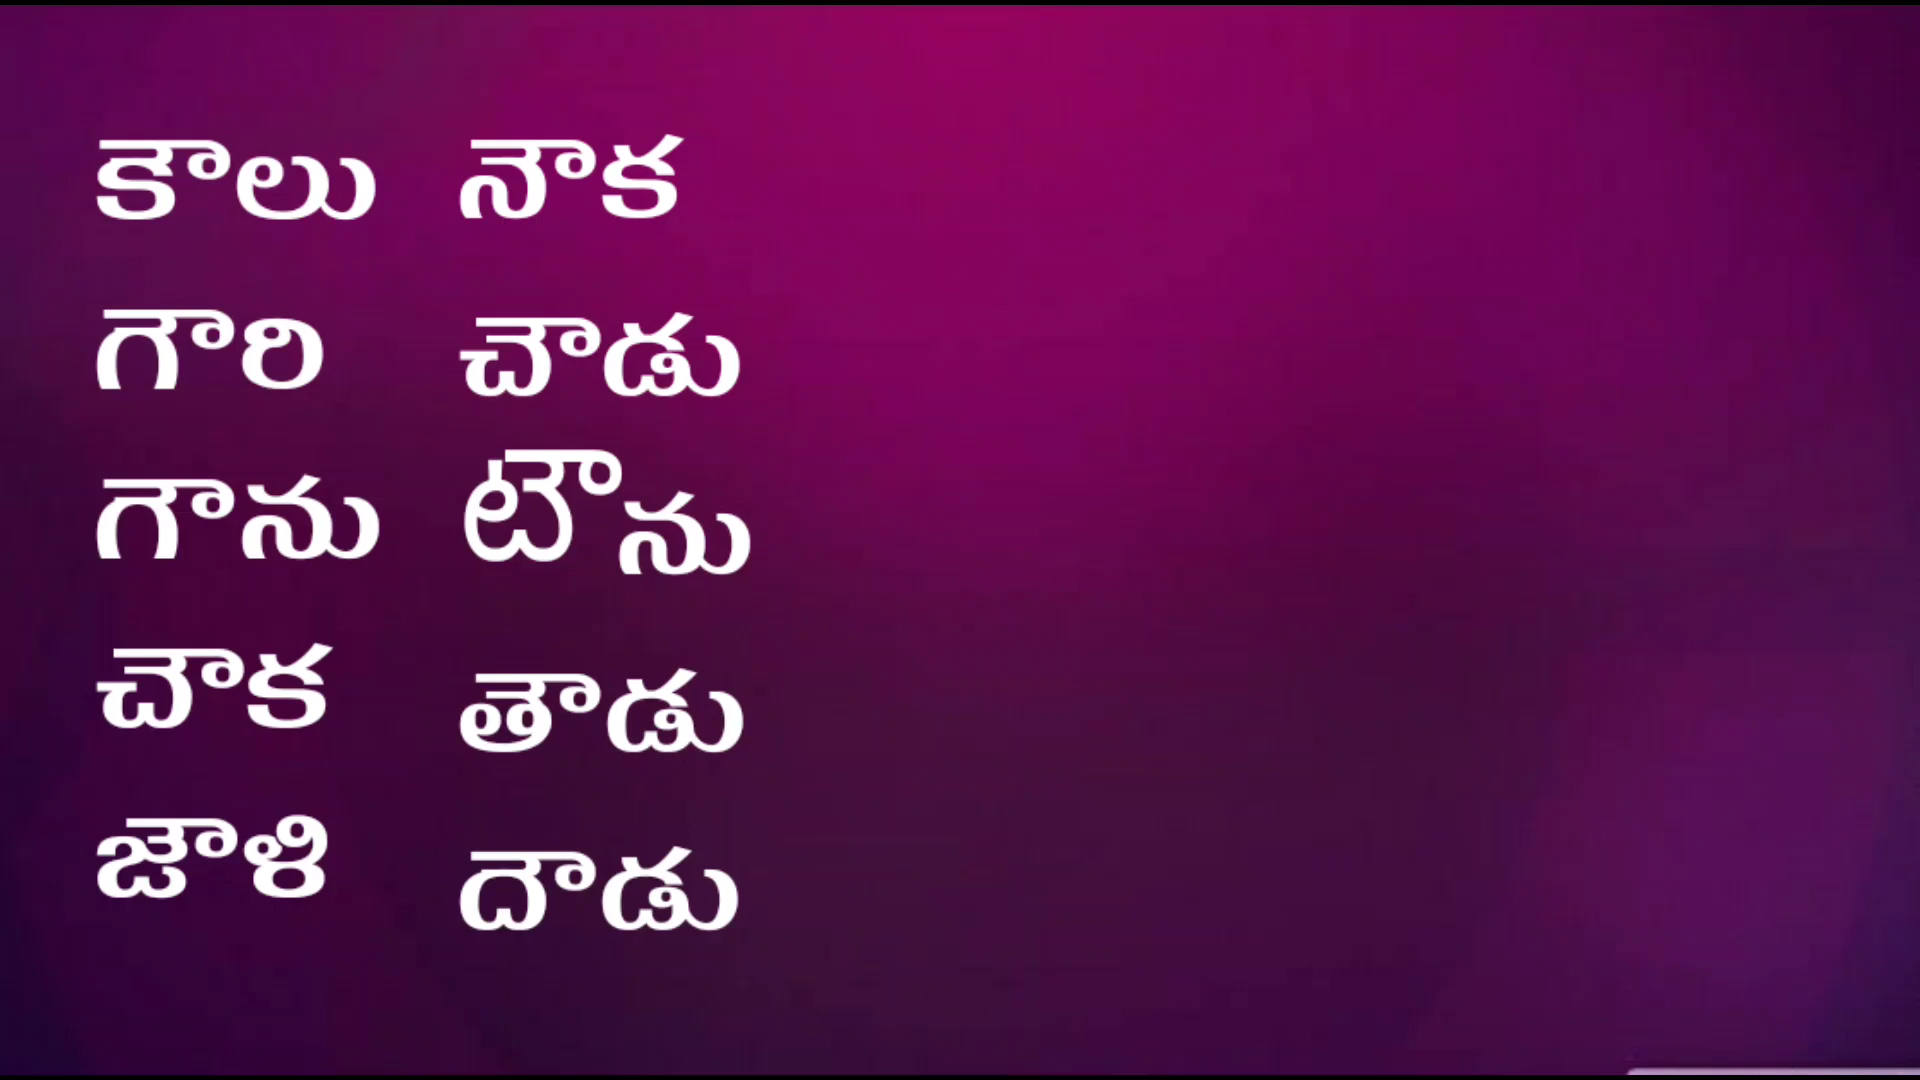 కౌలు నౌక
గౌరి చౌడు
గౌను టౌను
చౌక తౌడు
జౌళి దౌడు